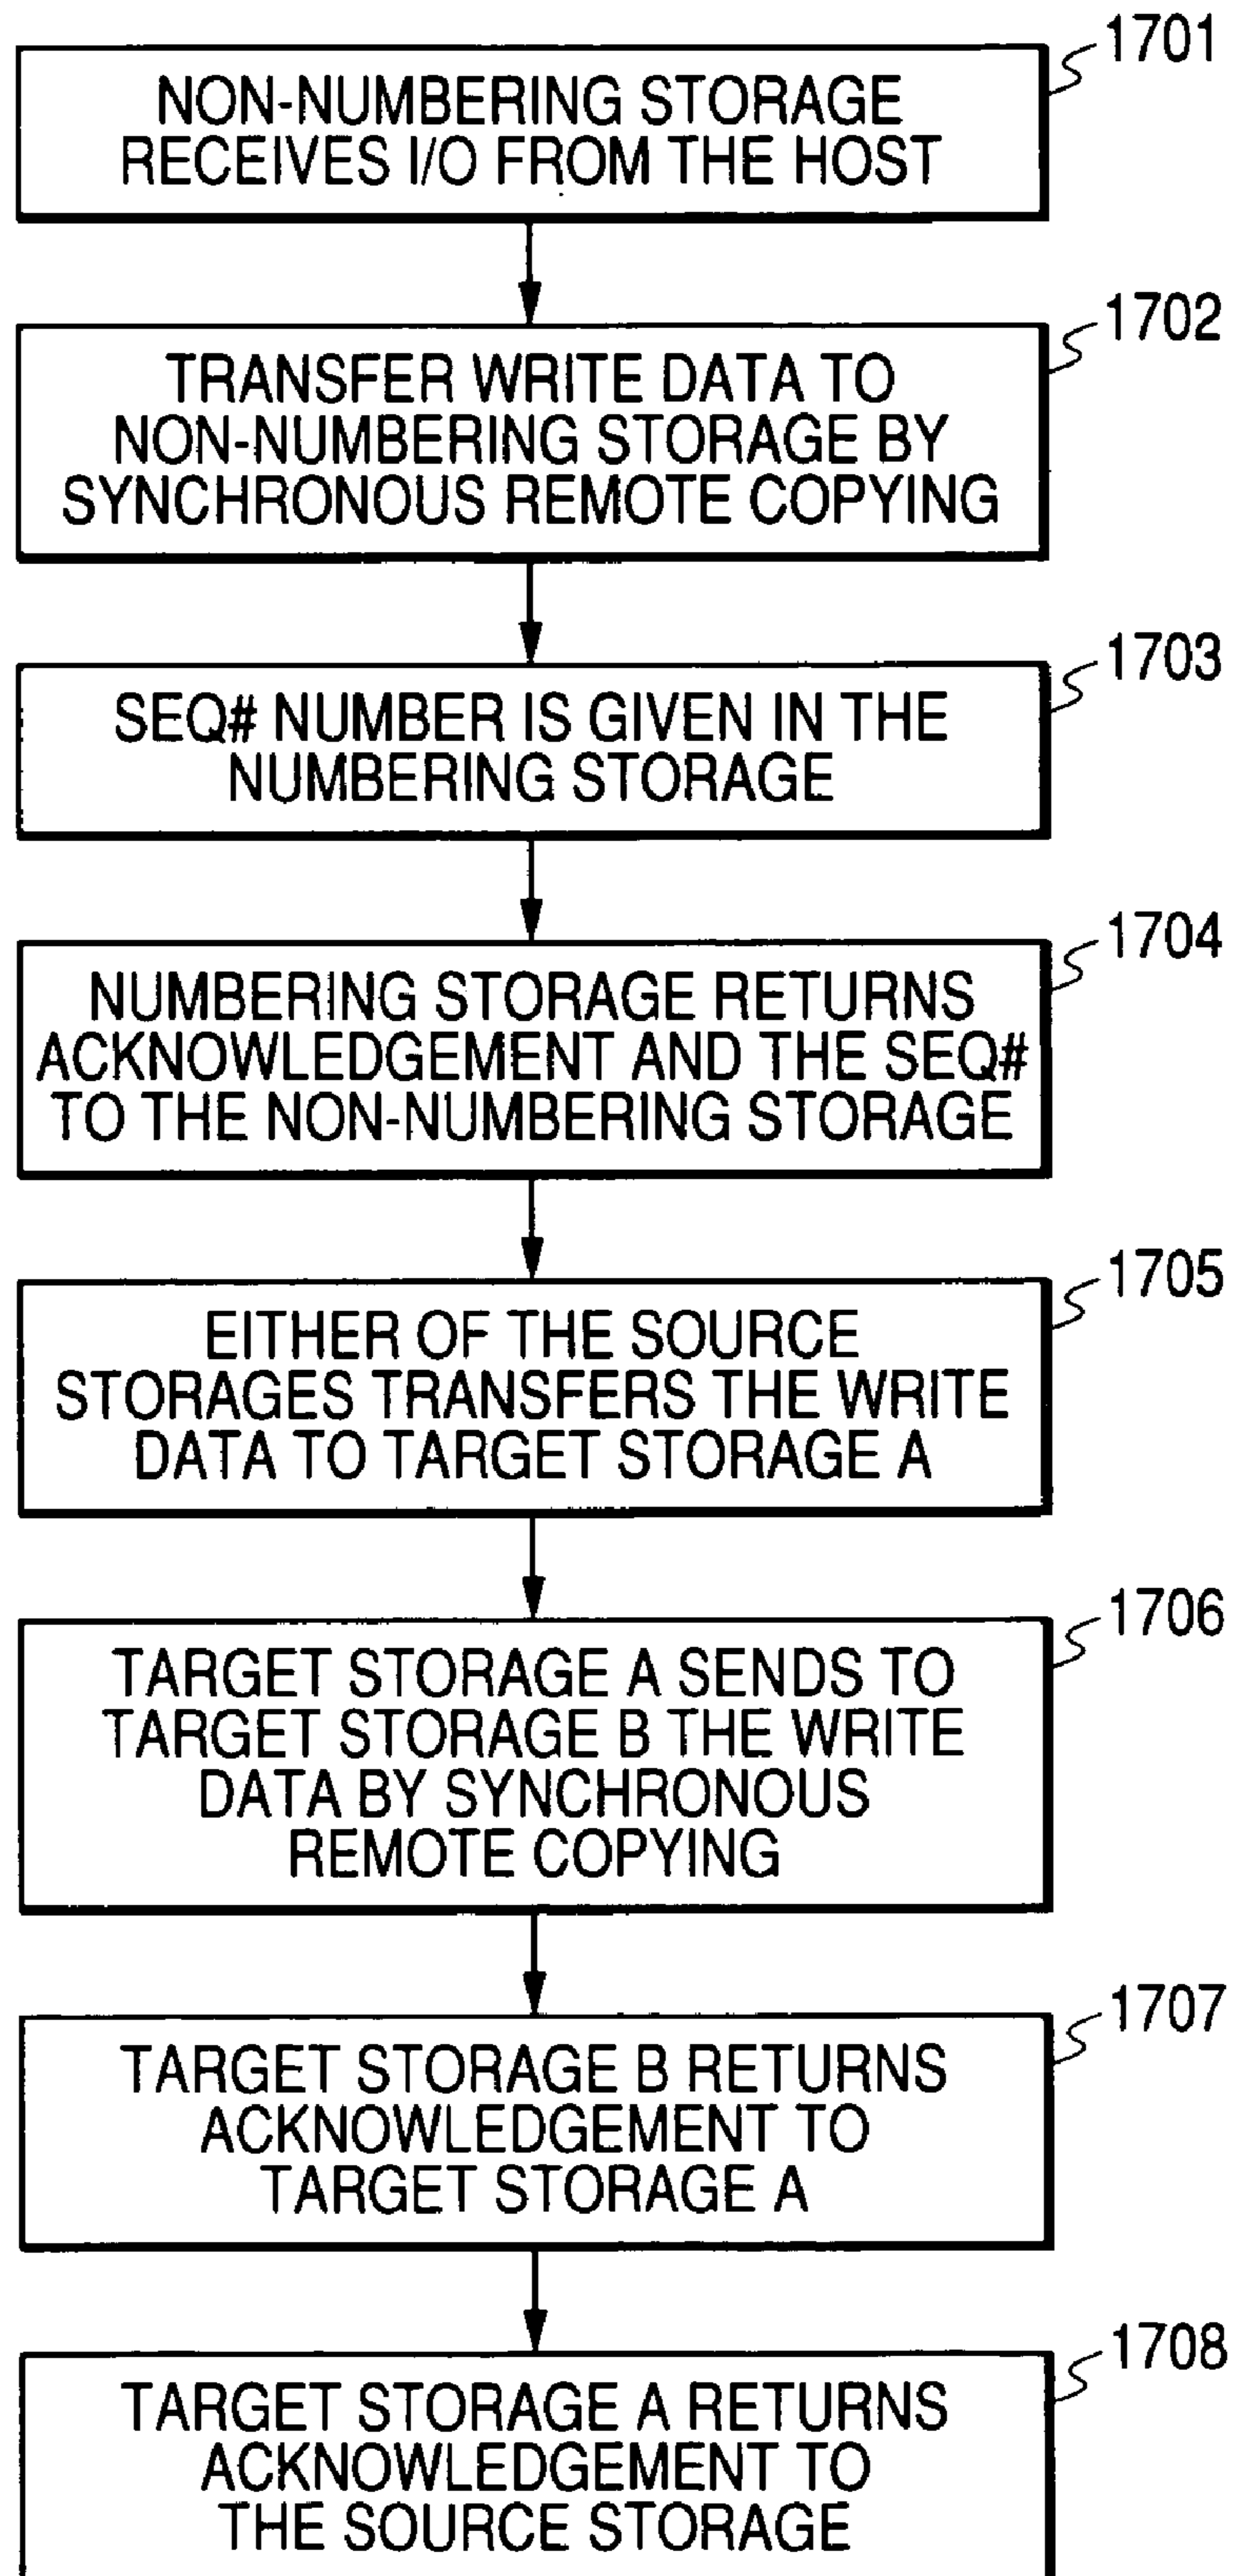 1701
NON-NUMBERING STORAGE
RECEIVES I/O FROM THE HOST
1702
TRANSFER WRITE DATA TO
NON-NUMBERING STORAGE BY
SYNCHRONOUS REMOTE COPYING
1703
SEQ# NUMBER IS GIVEN IN THE
NUMBERING STORAGE
1704
NUMBERING STORAGE RETURNS
ACKNOWLEDGEMENT AND THE SEQ#
TO THE NON-NUMBERING STORAGE
1705
EITHER OF THE SOURCE
STORAGES TRANSFERS THE WRITE
DATA TO TARGET STORAGE A
1706
TARGET STORAGE A SENDS TO
TARGET STORAGE B THE WRITE
DATA BY SYNCHRONOUS
REMOTE COPYING
1707
TARGET STORAGE B RETURNS
ACKNOWLEDGEMENT TO
TARGET STORAGE A
1708
TARGET STORAGE A RETURNS
ACKNOWLEDGEMENT TO
THE SOURCE STORAGE